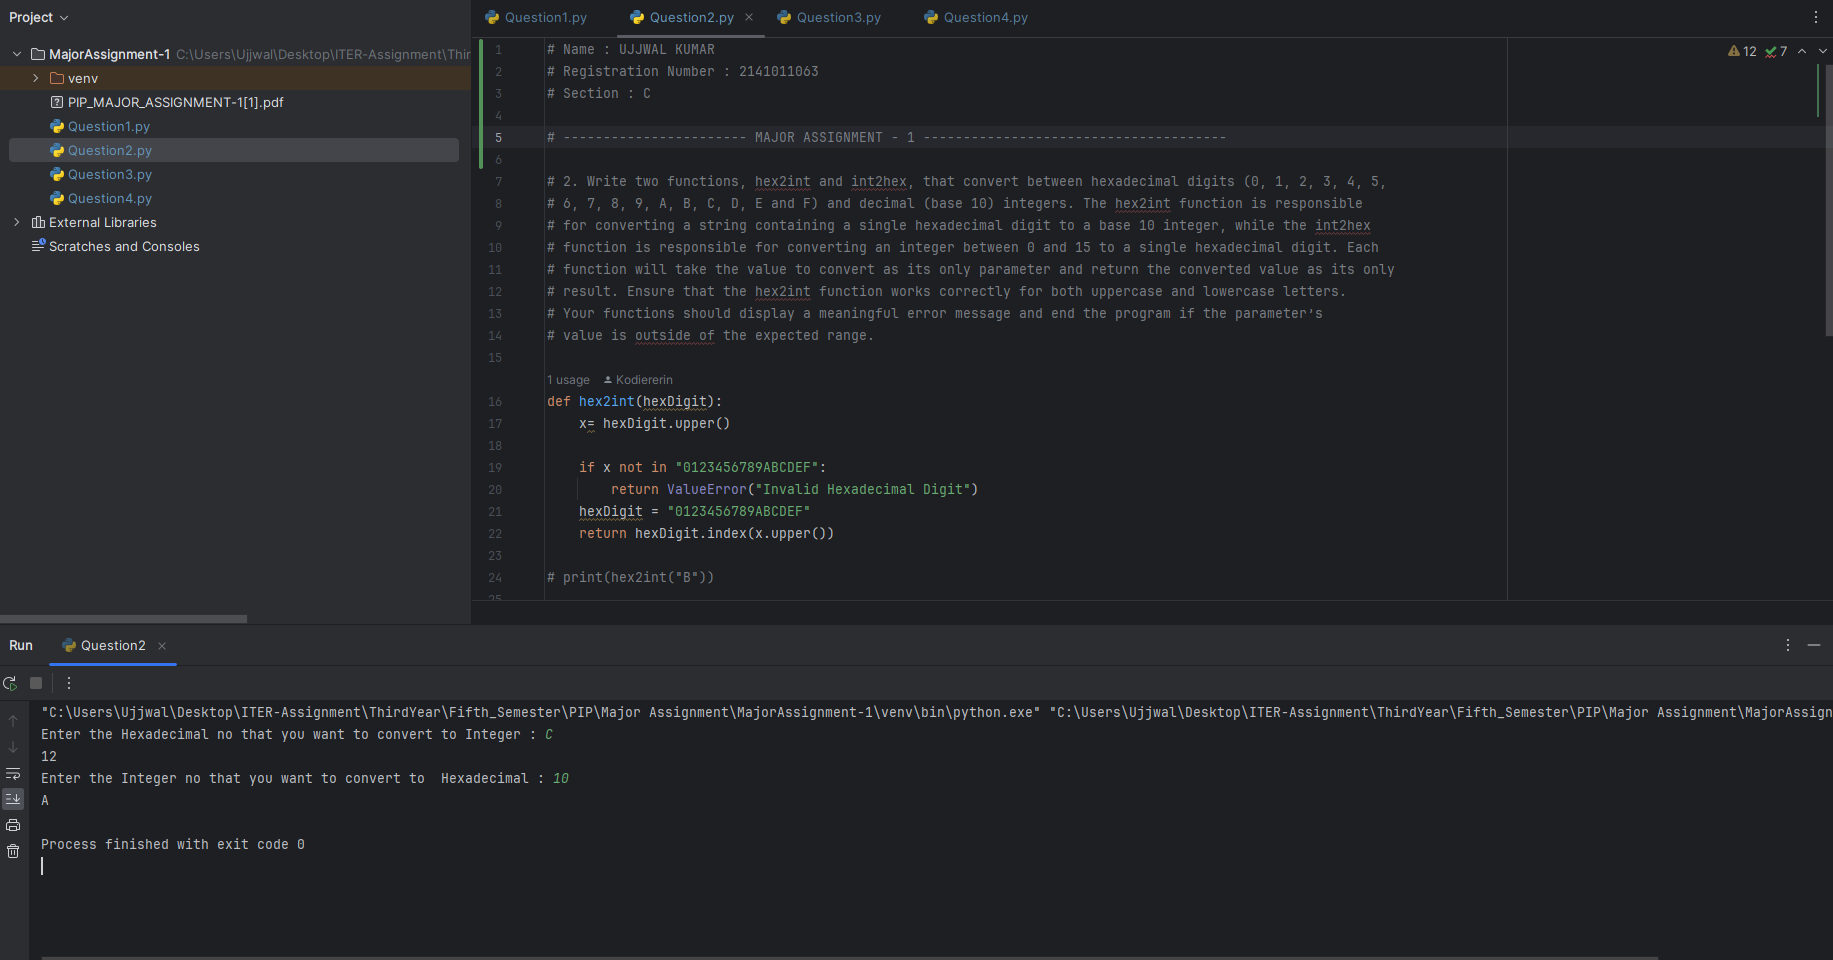 Project
MajorAssignment-1 C:\Users\Ujjwal\Desktop\ITER-Assignment\Thir
venv
PIP_MAJOR_ASSIGNMENT-1[1].pdf
Question1.py
Question2.py
Question3.py
Question4.py
External Libraries
Scratches and Consoles
Question1.py Question2.py Question3.py Question4.py
12 7
1 # Name : UJJWAL KUMAR
2 # Registration Number : 2141011063
3 # Section : C
4
5 # ----------------------- MAJOR ASSIGNMENT - 1 --------------------------------------
6
7 # 2. Write two functions, hex2int and int2hex, that convert between hexadecimal digits (0, 1, 2, 3, 4, 5,
8 # 6, 7, 8, 9, A, B, C, D, E and F) and decimal (base 10) integers. The hex2int function is responsible
9 # for converting a string containing a single hexadecimal digit to a base 10 integer, while the int2hex
10 # function is responsible for converting an integer between 0 and 15 to a single hexadecimal digit. Each
11 # function will take the value to convert as its only parameter and return the converted value as its only
12 # result. Ensure that the hex2int function works correctly for both uppercase and lowercase letters.
13 # Your functions should display a meaningful error message and end the program if the parameter’s
14 # value is outside of the expected range.
15
1 usage Kodiererin
16 def hex2int(hexDigit):
17 x= hexDigit.upper()
18
19 if x not in "0123456789ABCDEF":
20 return ValueError("Invalid Hexadecimal Digit")
21 hexDigit = "0123456789ABCDEF"
22 return hexDigit.index(x.upper())
23
24 # print(hex2int("B"))
25
Run Question2
"C:\Users\Ujjwal\Desktop\ITER-Assignment\ThirdYear\Fifth_Semester\PIP\Major Assignment\MajorAssignment-1\venv\bin\python.exe" "C:\Users\Ujjwal\Desktop\ITER-Assignment\ThirdYear\Fifth_Semester\PIP\Major Assignment\MajorAssign
Enter the Hexadecimal no that you want to convert to Integer : C
12
Enter the Integer no that you want to convert to  Hexadecimal : 10
A
Process finished with exit code 0